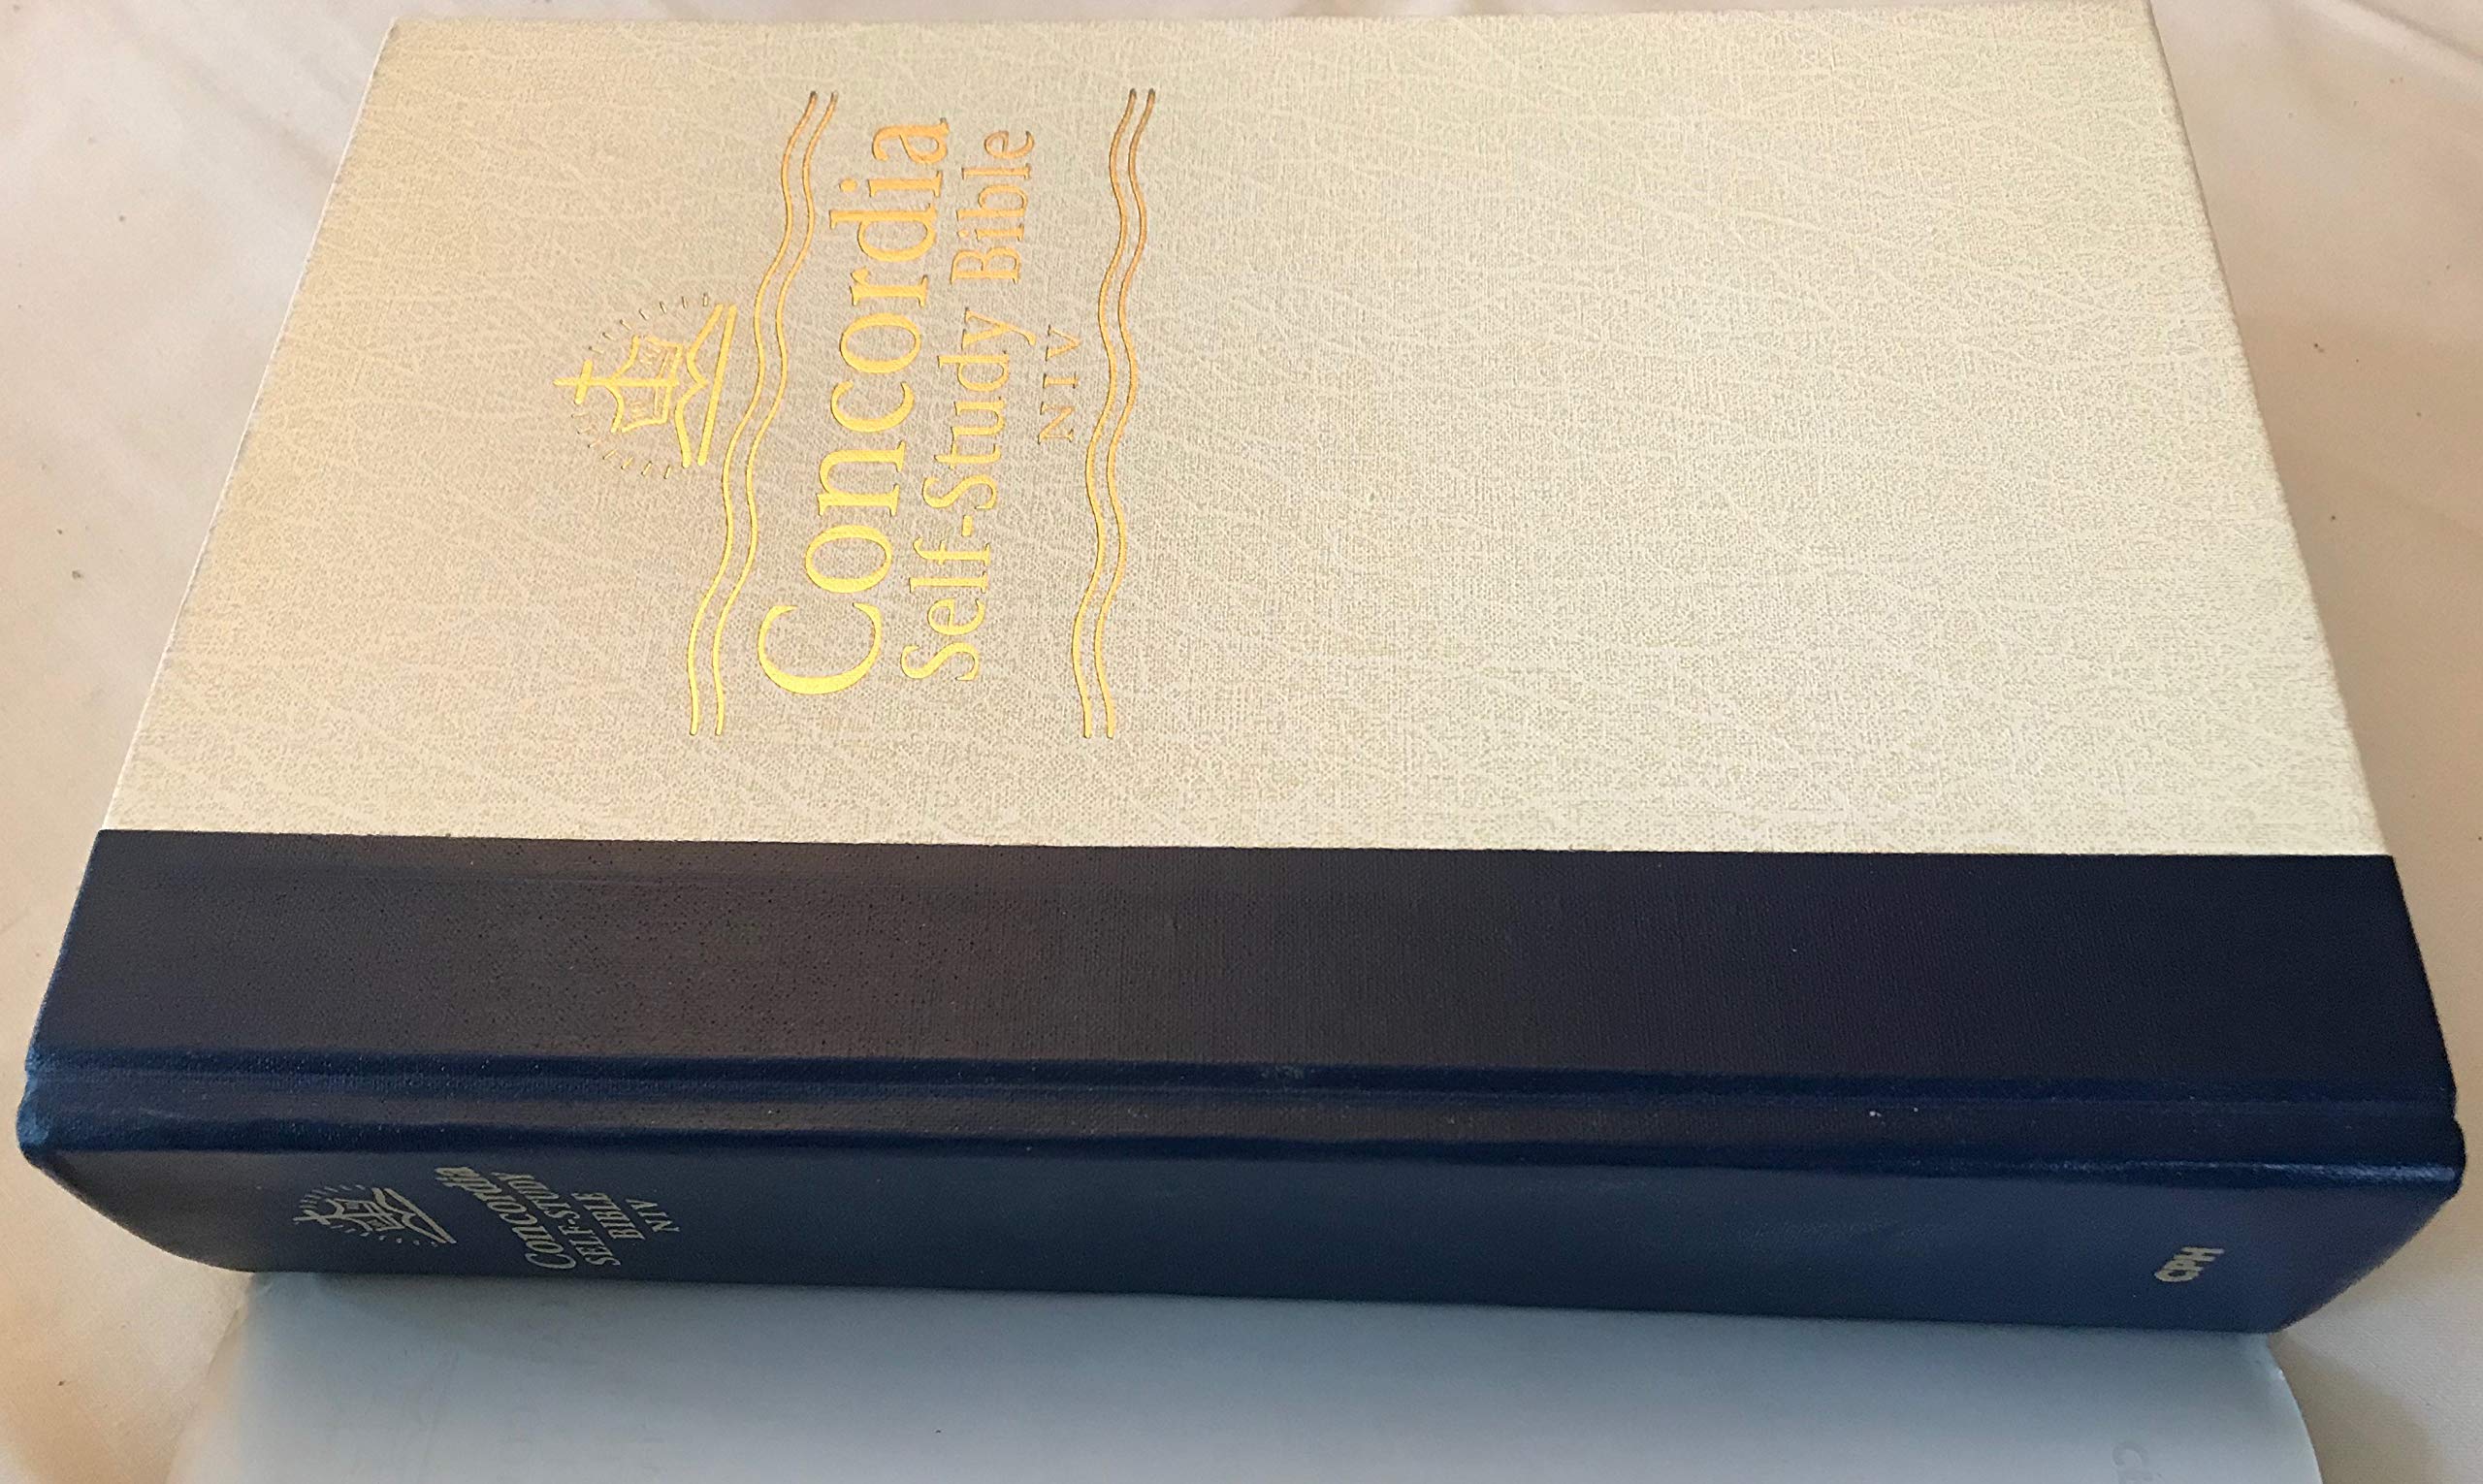 Concordia
Self-Study Bible
NIV
Concordia
SELF-STUDY
BIBLE
NIV
CPH